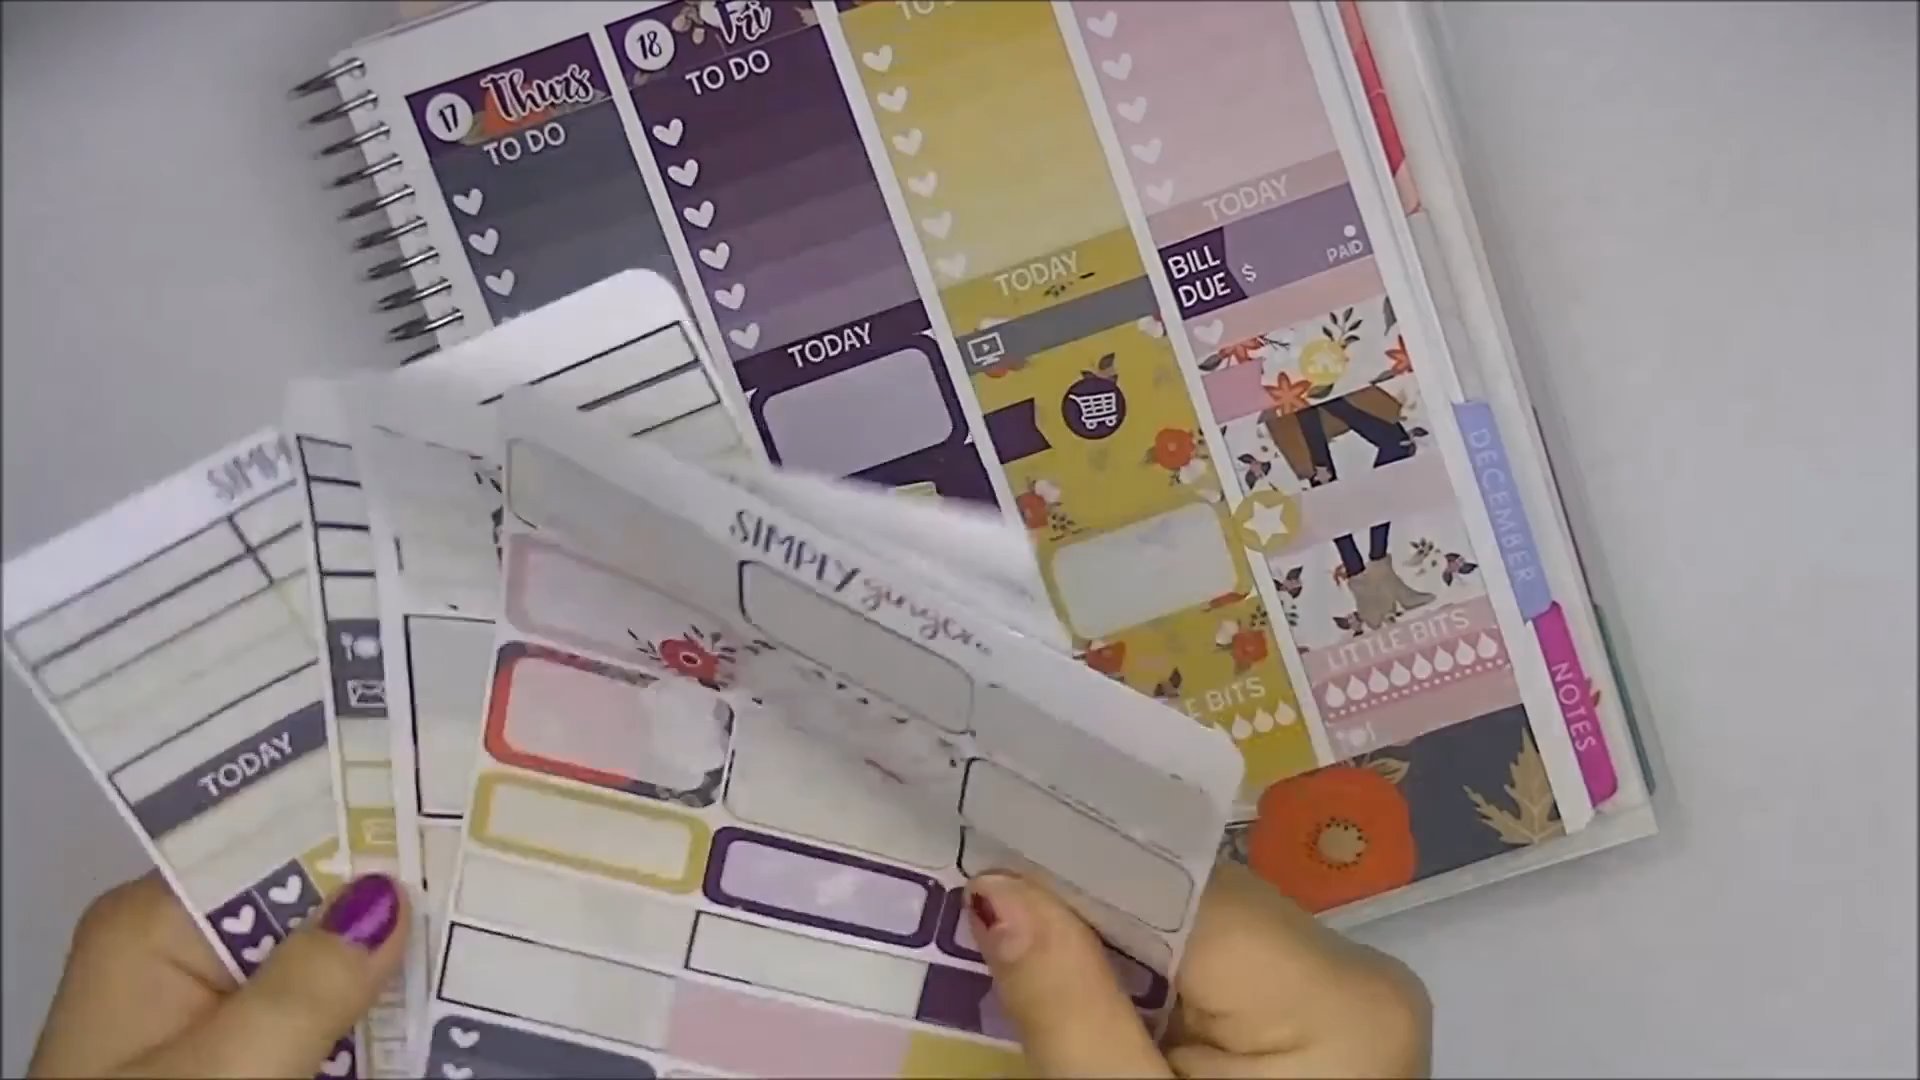 17 Thurs
TO DO
18 Fri
TO DO
TODAY
TODAY
TODAY
BILL DUE $ PAID
LITTLE BITS
E BITS
DECEMBER
NOTES
SIMPLY
TODAY